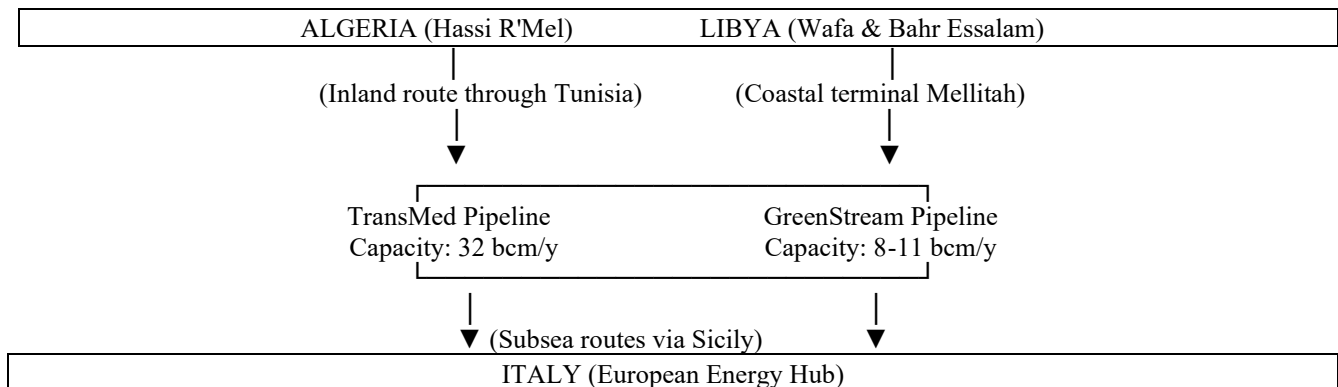 ALGERIA (Hassi R'Mel) LIBYA (Wafa & Bahr Essalam)
(Inland route through Tunisia) (Coastal terminal Mellitah)
TransMed Pipeline GreenStream Pipeline
Capacity: 32 bcm/y Capacity: 8-11 bcm/y
(Subsea routes via Sicily)
ITALY (European Energy Hub)